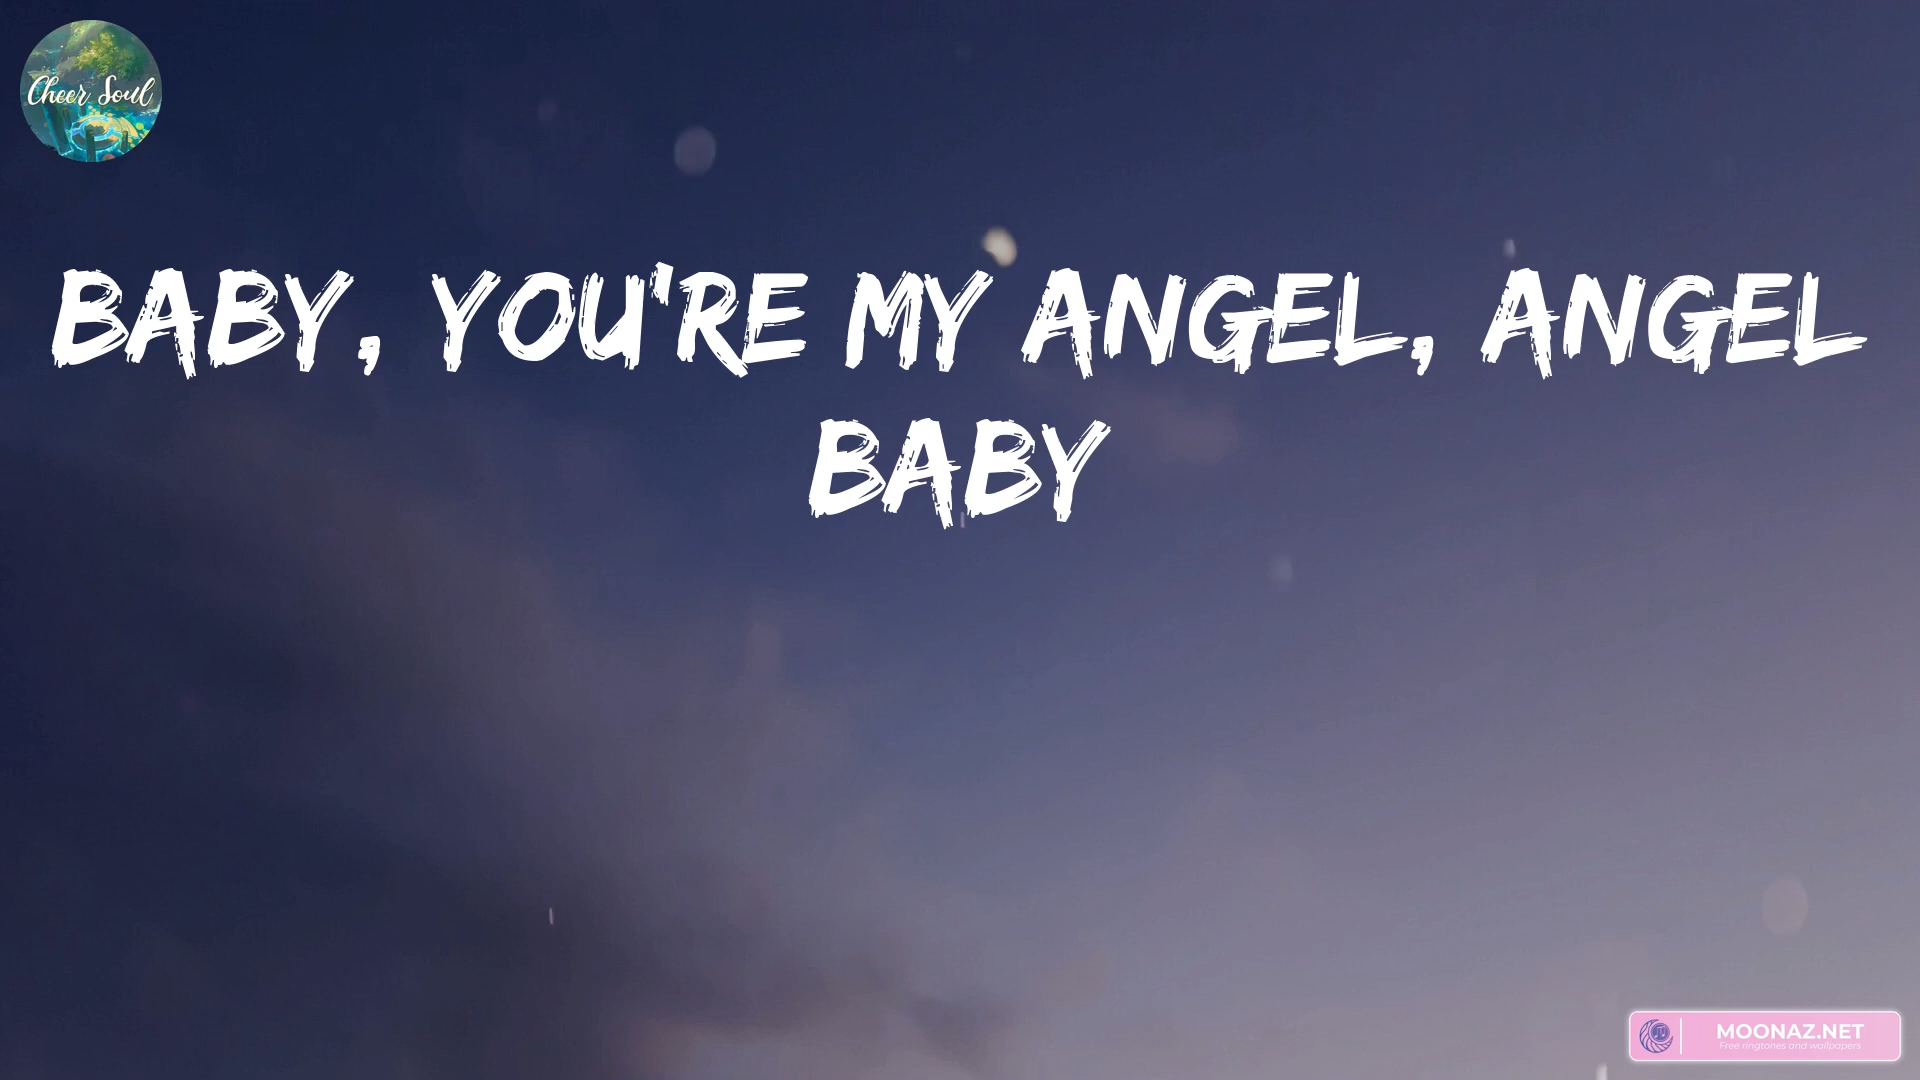 Cheer Soul
BABY, YOU'RE MY ANGEL, ANGEL
BABY
MOONAZ.NET
Free ringtones and wallpapers